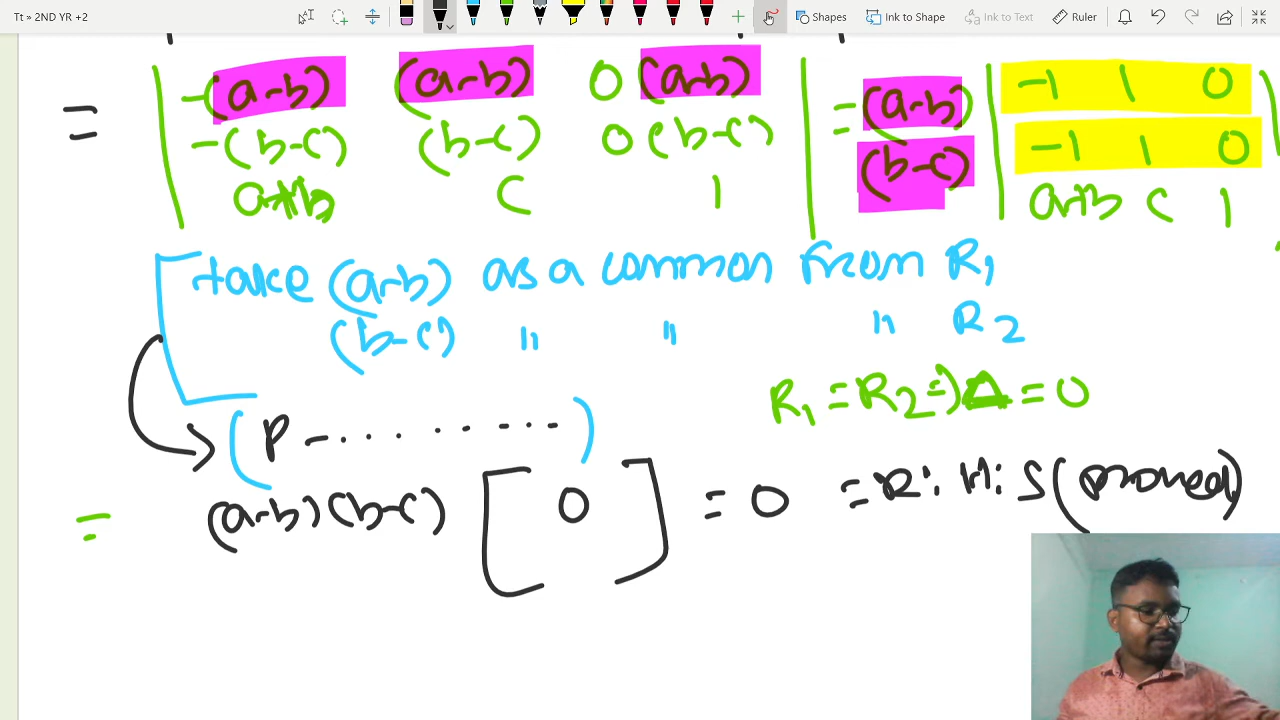 Tt » 2ND YR +2
Shapes Ink to Shape Ink to Text Ruler
= | -(a-b) (a-b) 0(a-b) | = (a-b) | -1 1 0 |
-(b-c) (b-c) 0(b-c) (b-c) -1 1 0
a+b c 1 a+b c 1
take (a-b) as a common from R₁
(b-c) " " " R₂
R₁ = R₂ => Δ = 0
(P - . . . . . . . - )
= (a-b)(b-c) [ 0 ] = 0 = R.H.S (proved)